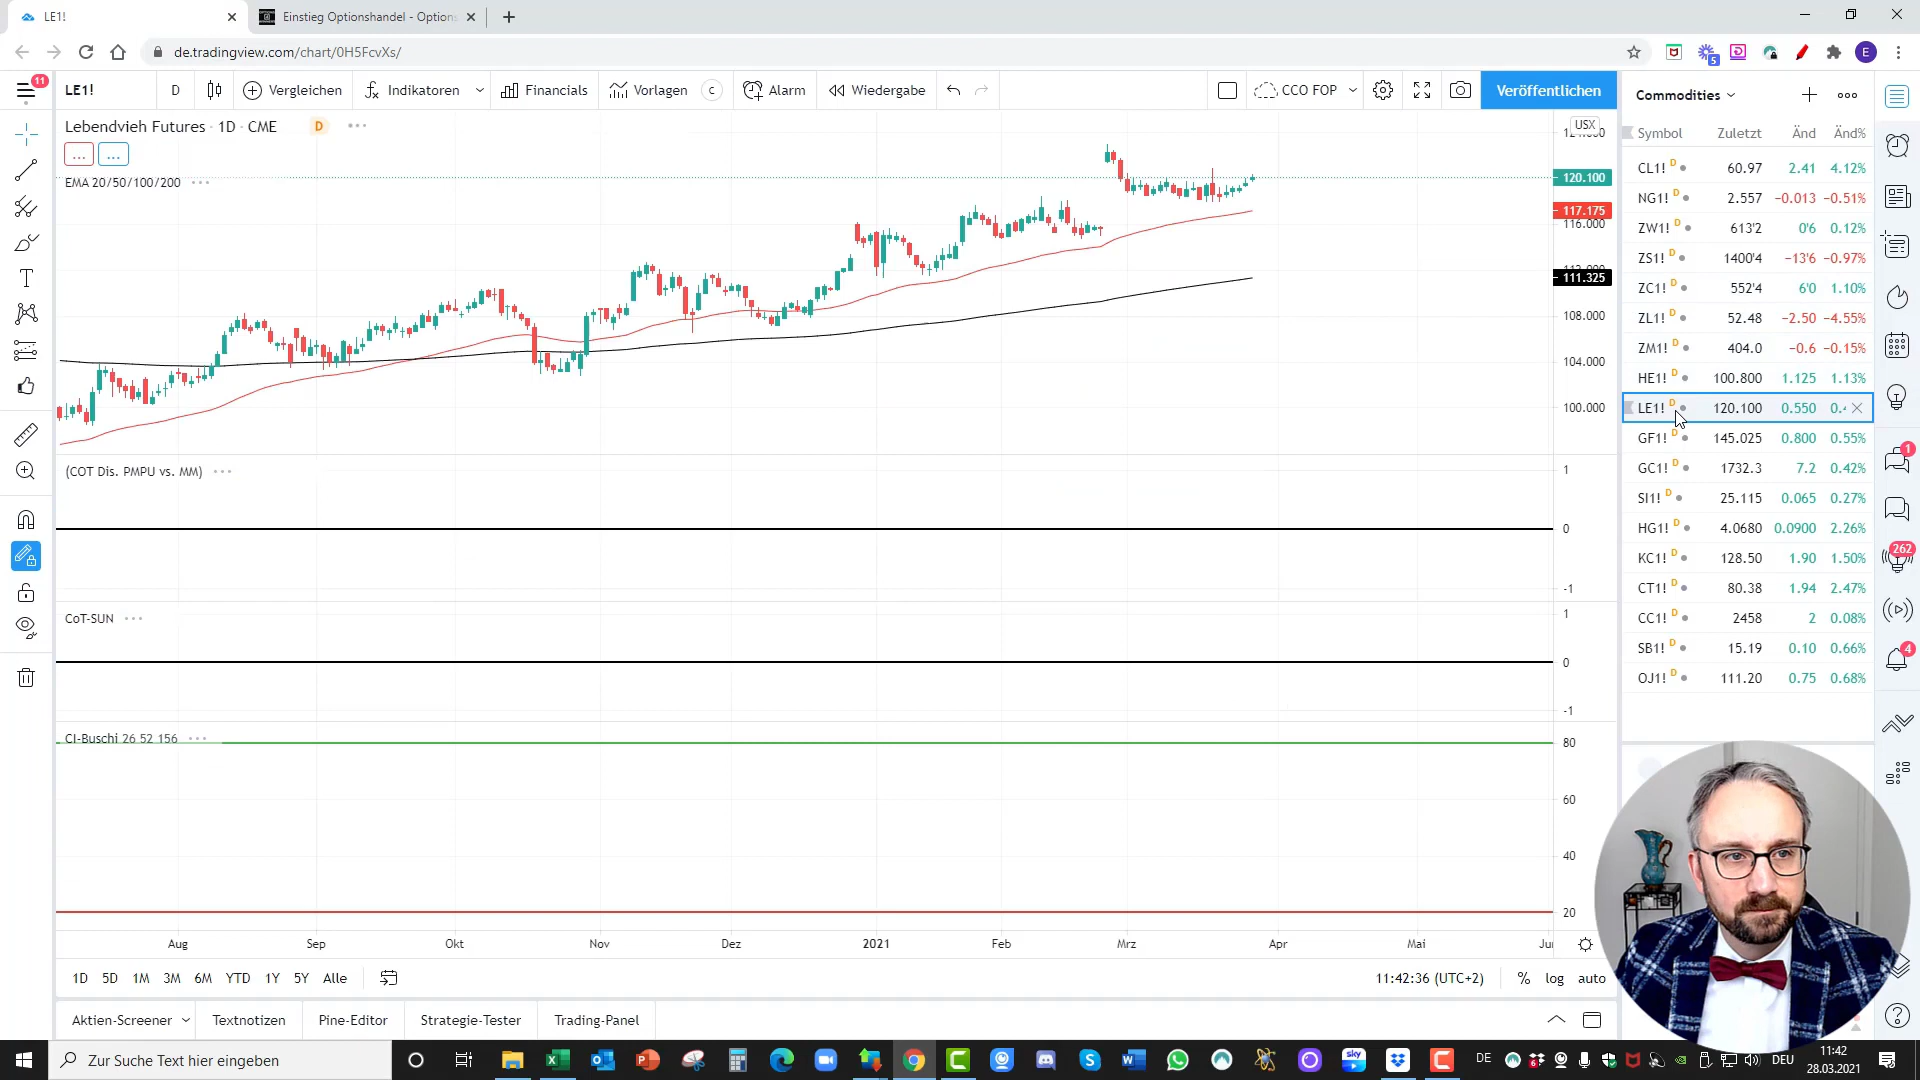 LE1!
Einstieg Optionshandel - Option
de.tradingview.com/chart/0H5FcvXs/
5
E
11
LE1!
D
Vergleichen
Indikatoren
Financials
Vorlagen
C
Alarm
Wiedergabe
CCO FOP
Veröffentlichen
Lebendvieh Futures · 1D · CME
D
EMA 20/50/100/200
USX
120.100
117.175
116.000
111.325
108.000
104.000
100.000
(COT Dis. PMPU vs. MM)
1
0
-1
CoT-SUN
1
0
-1
CI-Buschi 26 52 156
80
60
40
20
Aug
Sep
Okt
Nov
Dez
2021
Feb
Mrz
Apr
Mai
1D 5D 1M 3M 6M YTD 1Y 5Y Alle
11:42:36 (UTC+2)
% log auto
Aktien-Screener
Textnotizen
Pine-Editor
Strategie-Tester
Trading-Panel
Commodities
Symbol Zuletzt Änd Änd%
CL1! D 60.97 2.41 4.12%
NG1! D 2.557 −0.013 −0.51%
ZW1! D 613'2 0'6 0.12%
ZS1! D 1400'4 −13'6 −0.97%
ZC1! D 552'4 6'0 1.10%
ZL1! D 52.48 −2.50 −4.55%
ZM1! D 404.0 −0.6 −0.15%
HE1! D 100.800 1.125 1.13%
LE1! D 120.100 0.550
GF1! D 145.025 0.800 0.55%
GC1! D 1732.3 7.2 0.42%
SI1! D 25.115 0.065 0.27%
HG1! D 4.0680 0.0900 2.26%
KC1! D 128.50 1.90 1.50%
CT1! D 80.38 1.94 2.47%
CC1! D 2458 2 0.08%
SB1! D 15.19 0.10 0.66%
OJ1! D 111.20 0.75 0.68%
1
262
4
Zur Suche Text hier eingeben
DE
DEU
11:42
28.03.2021